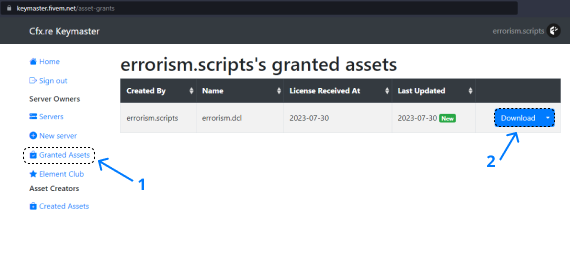 keymaster.fivem.net/asset-grants
Cfx.re Keymaster
errorism.scripts
Home
Sign out
Server Owners
Servers
New server
Granted Assets
Element Club
Asset Creators
Created Assets
errorism.scripts's granted assets
Created By Name License Received At Last Updated
errorism.scripts errorism.dcl 2023-07-30 2023-07-30 New Download
1
2